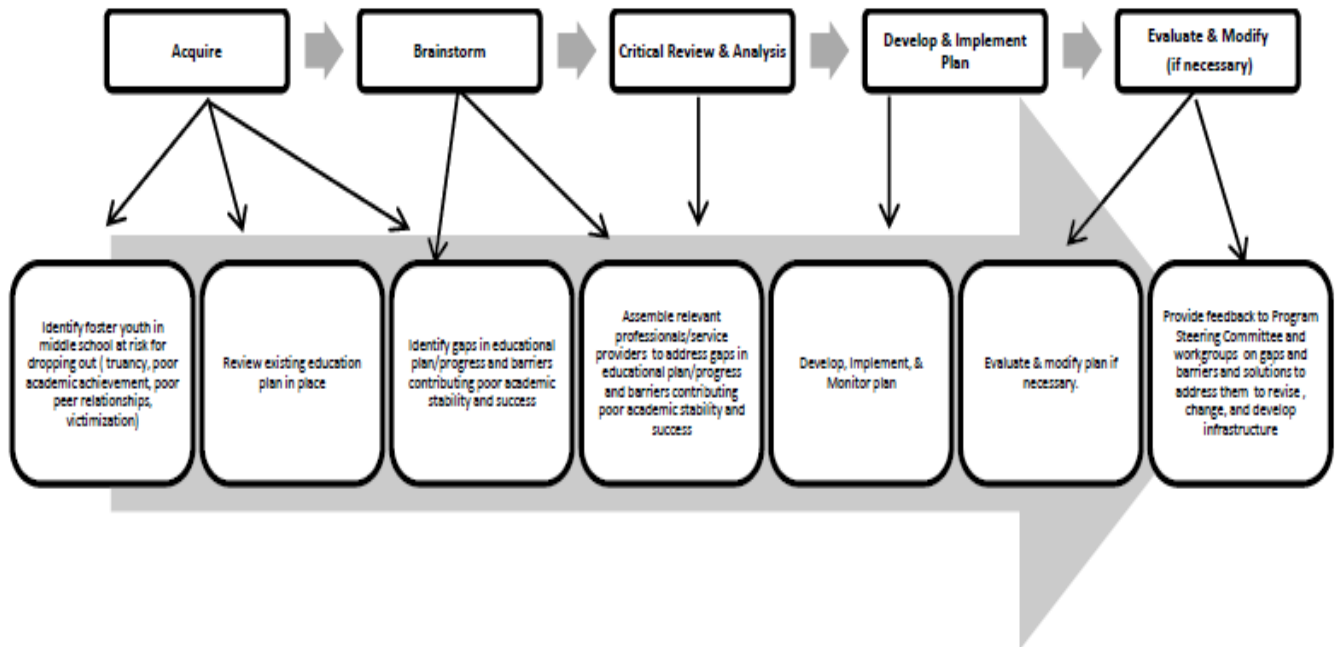 Acquire
Brainstorm
Critical Review & Analysis
Develop & Implement
Plan
Evaluate & Modify
(if necessary)
Identify foster youth in
middle school at risk for
dropping out ( truancy, poor
academic achievement, poor
peer relationships,
victimization)
Review existing education
plan in place
Identify gaps in educational
plan/progress and barriers
contributing poor academic
stability and success
Assemble relevant
professionals/service
providers to address gaps in
educational plan/progress
and barriers contributing
poor academic stability and
success
Develop, Implement, &
Monitor plan
Evaluate & modify plan if
necessary.
Provide feedback to Program
Steering Committee and
workgroups on gaps and
barriers and solutions to
address them to revise ,
change, and develop
infrastructure